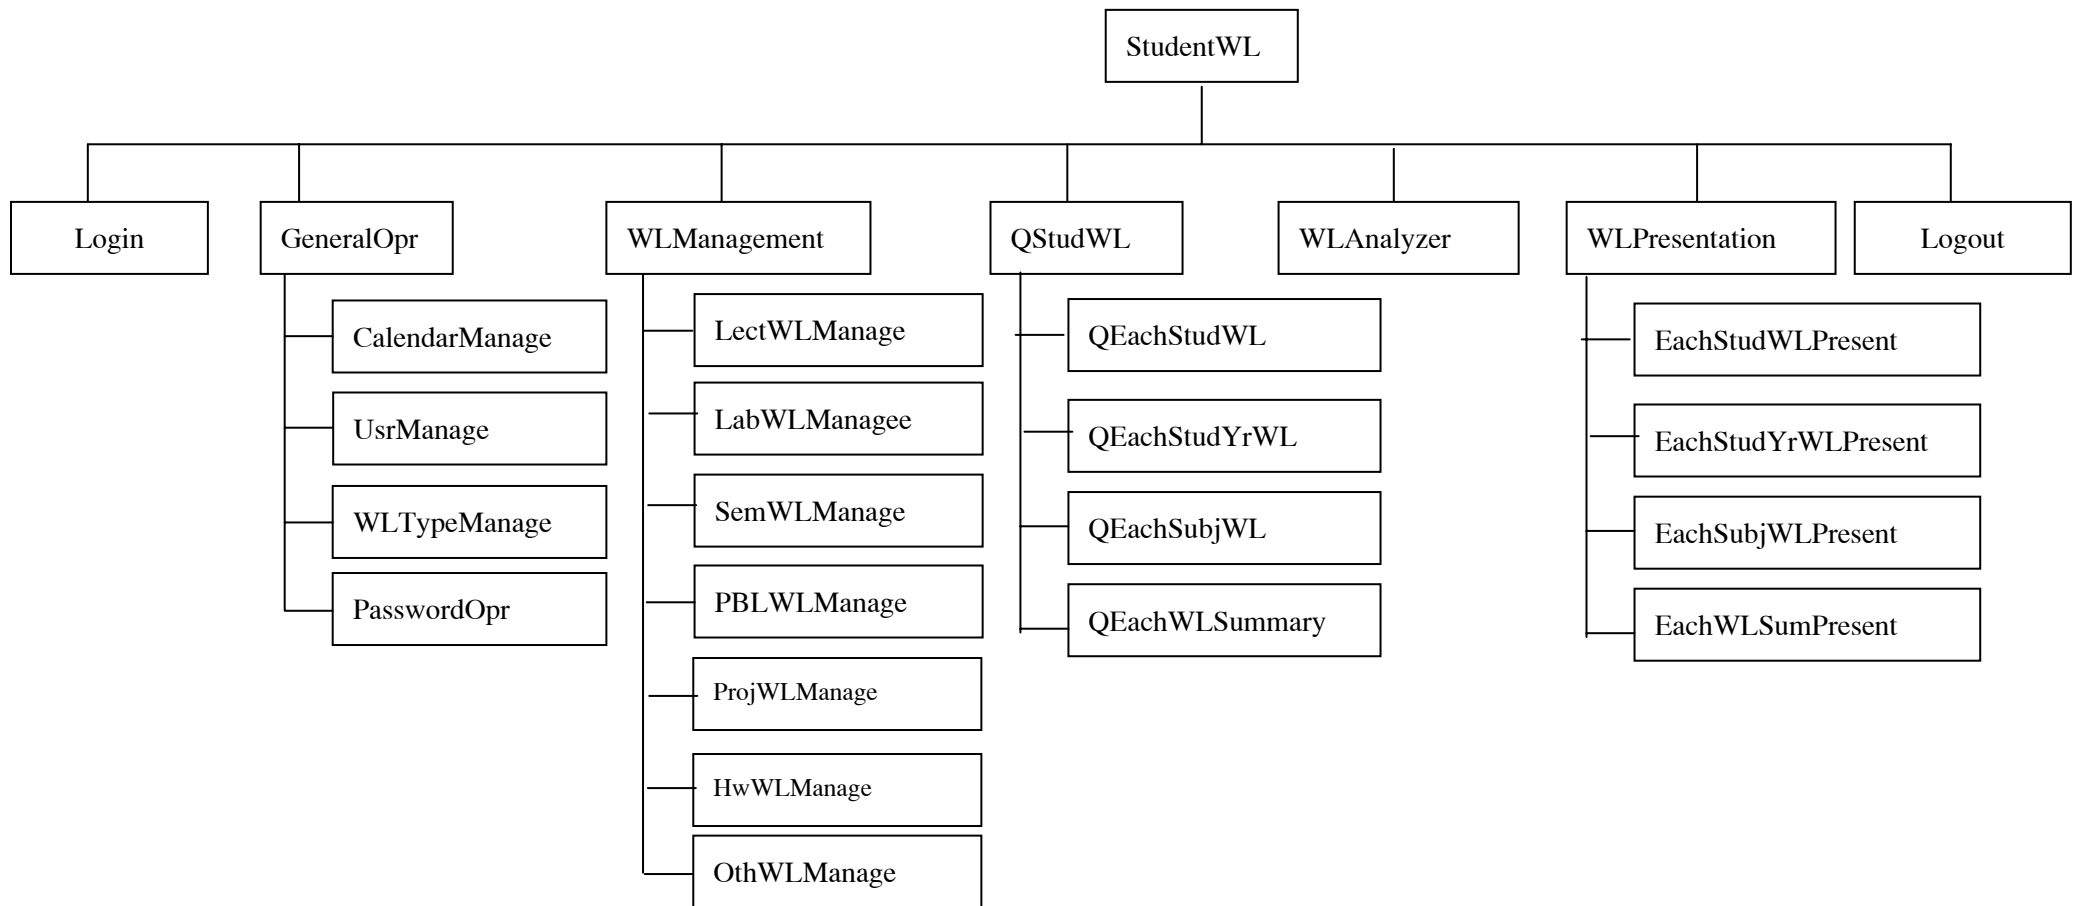 StudentWL
Login
GeneralOpr
WLManagement
QStudWL
WLAnalyzer
WLPresentation
Logout
CalendarManage
UsrManage
WLTypeManage
PasswordOpr
LectWLManage
LabWLManagee
SemWLManage
PBLWLManage
ProjWLManage
HwWLManage
OthWLManage
QEachStudWL
QEachStudYrWL
QEachSubjWL
QEachWLSummary
EachStudWLPresent
EachStudYrWLPresent
EachSubjWLPresent
EachWLSumPresent